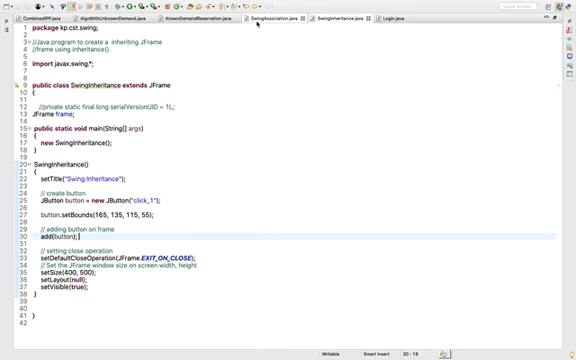 CombinedIPP.java
AlgoWithUnknownDemand.java
KnownDemandReservation.java
SwingAssociation.java
SwingInheritance.java
Login.java
1 package kp.cst.swing;
2
3 //Java program to create a inheriting JFrame
4 //frame using inheritance().
5
6 import javax.swing.*;
7
8
9 public class SwingInheritance extends JFrame
10 {
11
12 //private static final long serialVersionUID = 1L;
13 JFrame frame;
14
15 public static void main(String[] args)
16 {
17 new SwingInheritance();
18 }
19
20 SwingInheritance()
21 {
22 setTitle("Swing Inheritance");
23
24 // create button
25 JButton button = new JButton("click_1");
26
27 button.setBounds(165, 135, 115, 55);
28
29 // adding button on frame
30 add(button);
31
32 // setting close operation
33 setDefaultCloseOperation(JFrame.EXIT_ON_CLOSE);
34 // Set the JFrame window size on screen width, height
35 setSize(400, 500);
36 setLayout(null);
37 setVisible(true);
38 }
39
40
41 }
42
Writable Smart Insert 30 : 19